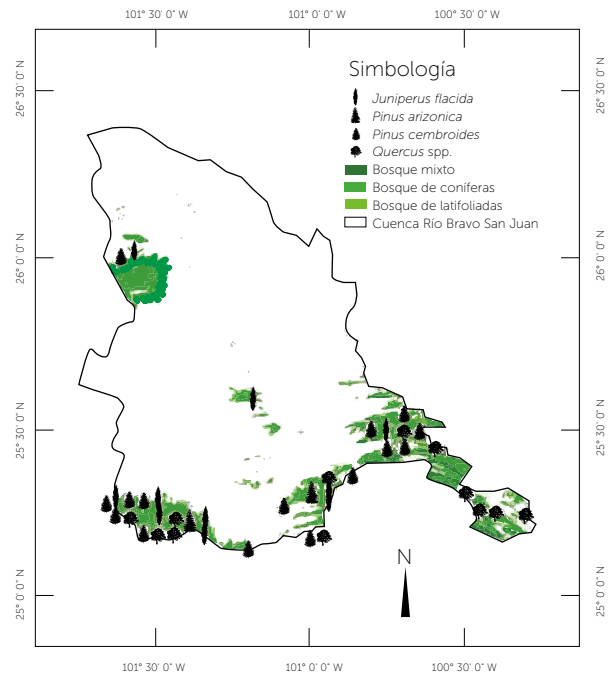 101° 30' 0" W
101° 0' 0" W
100° 30' 0" W
26° 30' 0" N
26° 30' 0" N
Simbología
Juniperus flacida
Pinus arizonica
Pinus cembroides
Quercus spp.
Bosque mixto
Bosque de coníferas
Bosque de latifoliadas
Cuenca Río Bravo San Juan
26° 0' 0" N
26° 0' 0" N
25° 30' 0" N
25° 30' 0" N
N
25° 0' 0" N
25° 0' 0" N
101° 30' 0" W
101° 0' 0" W
100° 30' 0" W